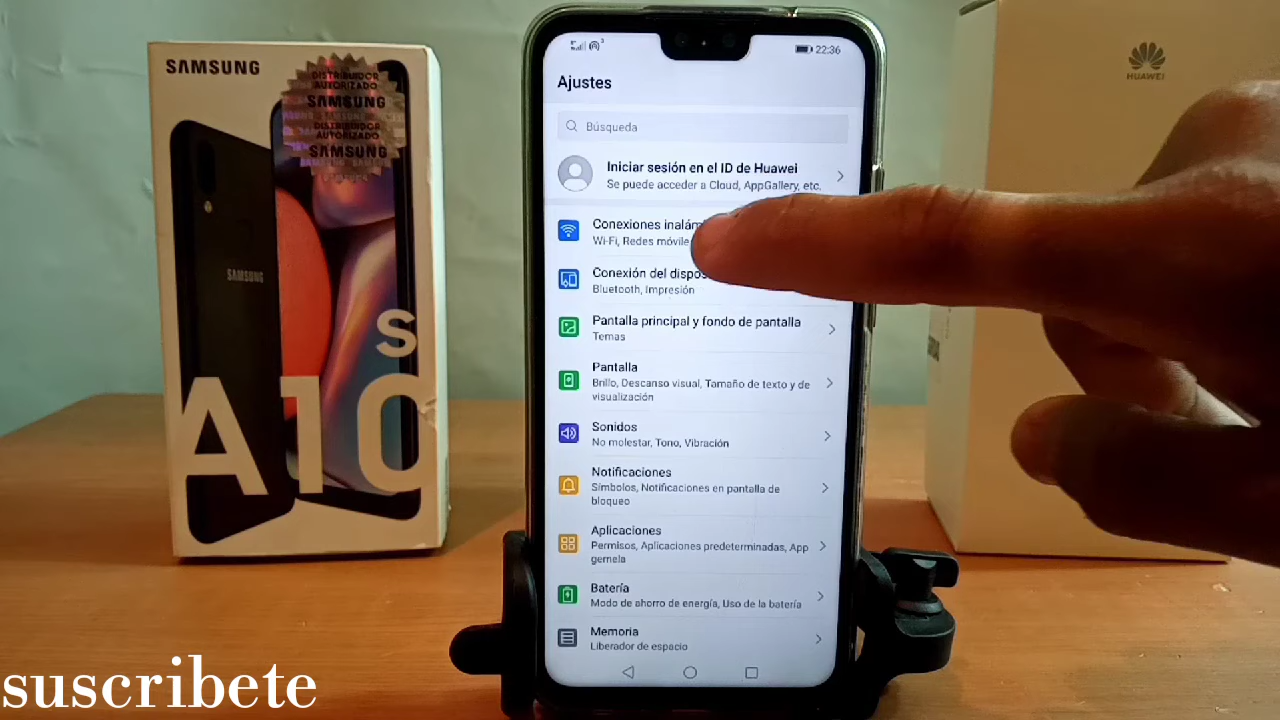 SAMSUNG
DISTRIBUIDOR
AUTORIZADO
SAMSUNG
DISTRIBUIDOR
AUTORIZADO
SAMSUNG
SAMSUNG
s
A10
HUAWEI
22:36
Ajustes
Búsqueda
Iniciar sesión en el ID de Huawei
Se puede acceder a Cloud, AppGallery, etc.
Conexiones
Wi-Fi, Redes
Conexión del
Bluetooth, Impresión
Pantalla principal y fondo de pantalla
Temas
Pantalla
Brillo, Descanso visual, Tamaño de texto y de
visualización
Sonidos
No molestar, Tono, Vibración
Notificaciones
Símbolos, Notificaciones en pantalla de
bloqueo
Aplicaciones
Permisos, Aplicaciones predeterminadas, App
gemela
Batería
Modo de ahorro de energía, Uso de la batería
Memoria
Liberador de espacio
suscribete